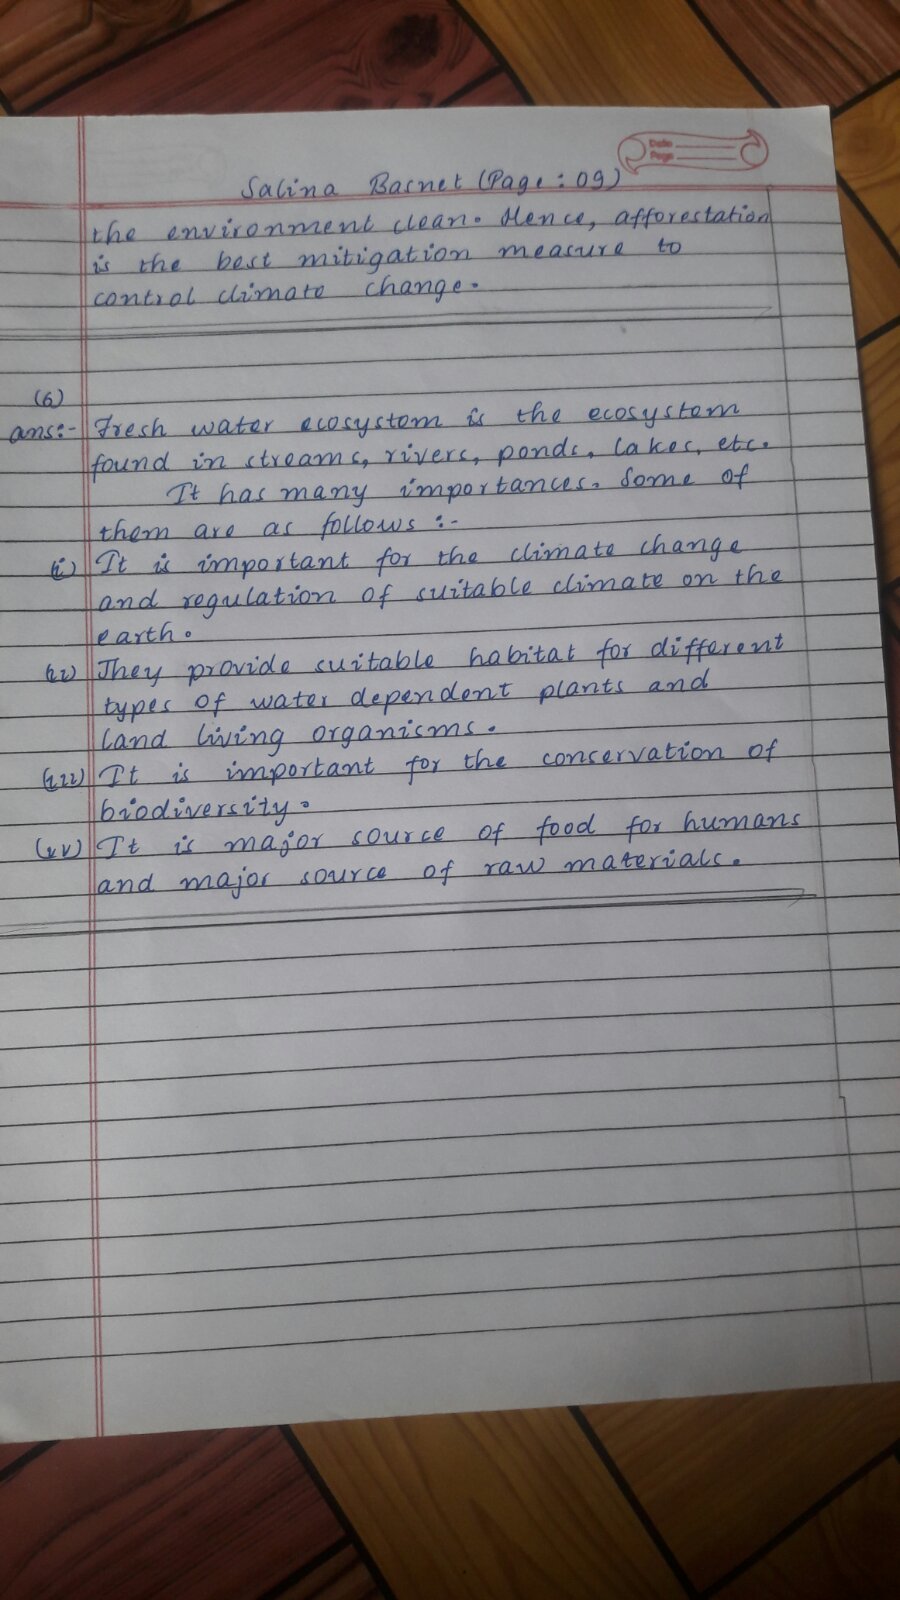 Date
Page
Salina Basnet (Page : 09)
the environment clean. Hence, afforestation
is the best mitigation measure to
control climate change.
(6)
ans:- Fresh water ecosystem is the ecosystem
found in streams, rivers, ponds, lakes, etc.
It has many importances. Some of
them are as follows :-
(i) It is important for the climate change
and regulation of suitable climate on the
earth.
(ii) They provide suitable habitat for different
types of water dependent plants and
land living organisms.
(iii) It is important for the conservation of
biodiversity.
(iv) It is major source of food for humans
and major source of raw materials.